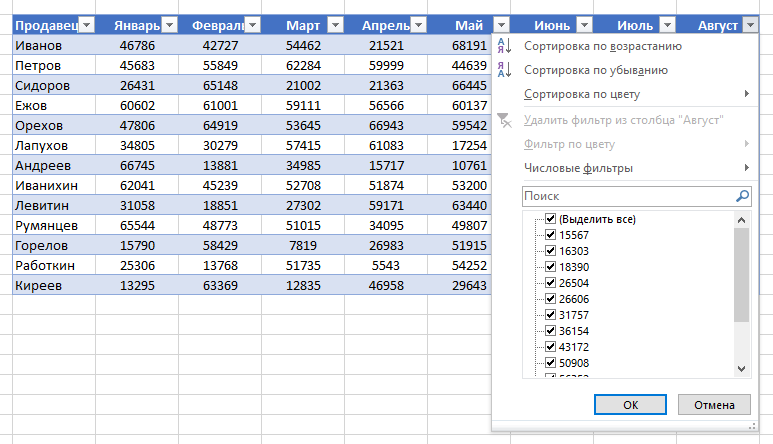 Продавец Январь Феврал Март Апрель Май Июнь Июль Август
Иванов 46786 42727 54462 21521 68191
Петров 45683 55849 62284 59999 44639
Сидоров 26431 65148 21002 21363 66445
Ежов 60602 61001 59111 56566 60137
Орехов 47806 64919 53645 66943 59542
Лапухов 34805 30279 57415 61083 17254
Андреев 66745 13881 34985 15717 10761
Иванихин 62041 45239 52708 51874 53200
Левитин 31058 18851 27302 59171 63440
Румянцев 65544 48773 51015 34095 49807
Горелов 15790 58429 7819 26983 51915
Работкин 25306 13768 51735 5543 54252
Киреев 13295 63369 12835 46958 29643
Сортировка по возрастанию
Сортировка по убыванию
Сортировка по цвету
Удалить фильтр из столбца "Август"
Фильтр по цвету
Числовые фильтры
Поиск
(Выделить все)
15567
16303
18390
26504
26606
31757
36154
43172
50908
ОК Отмена